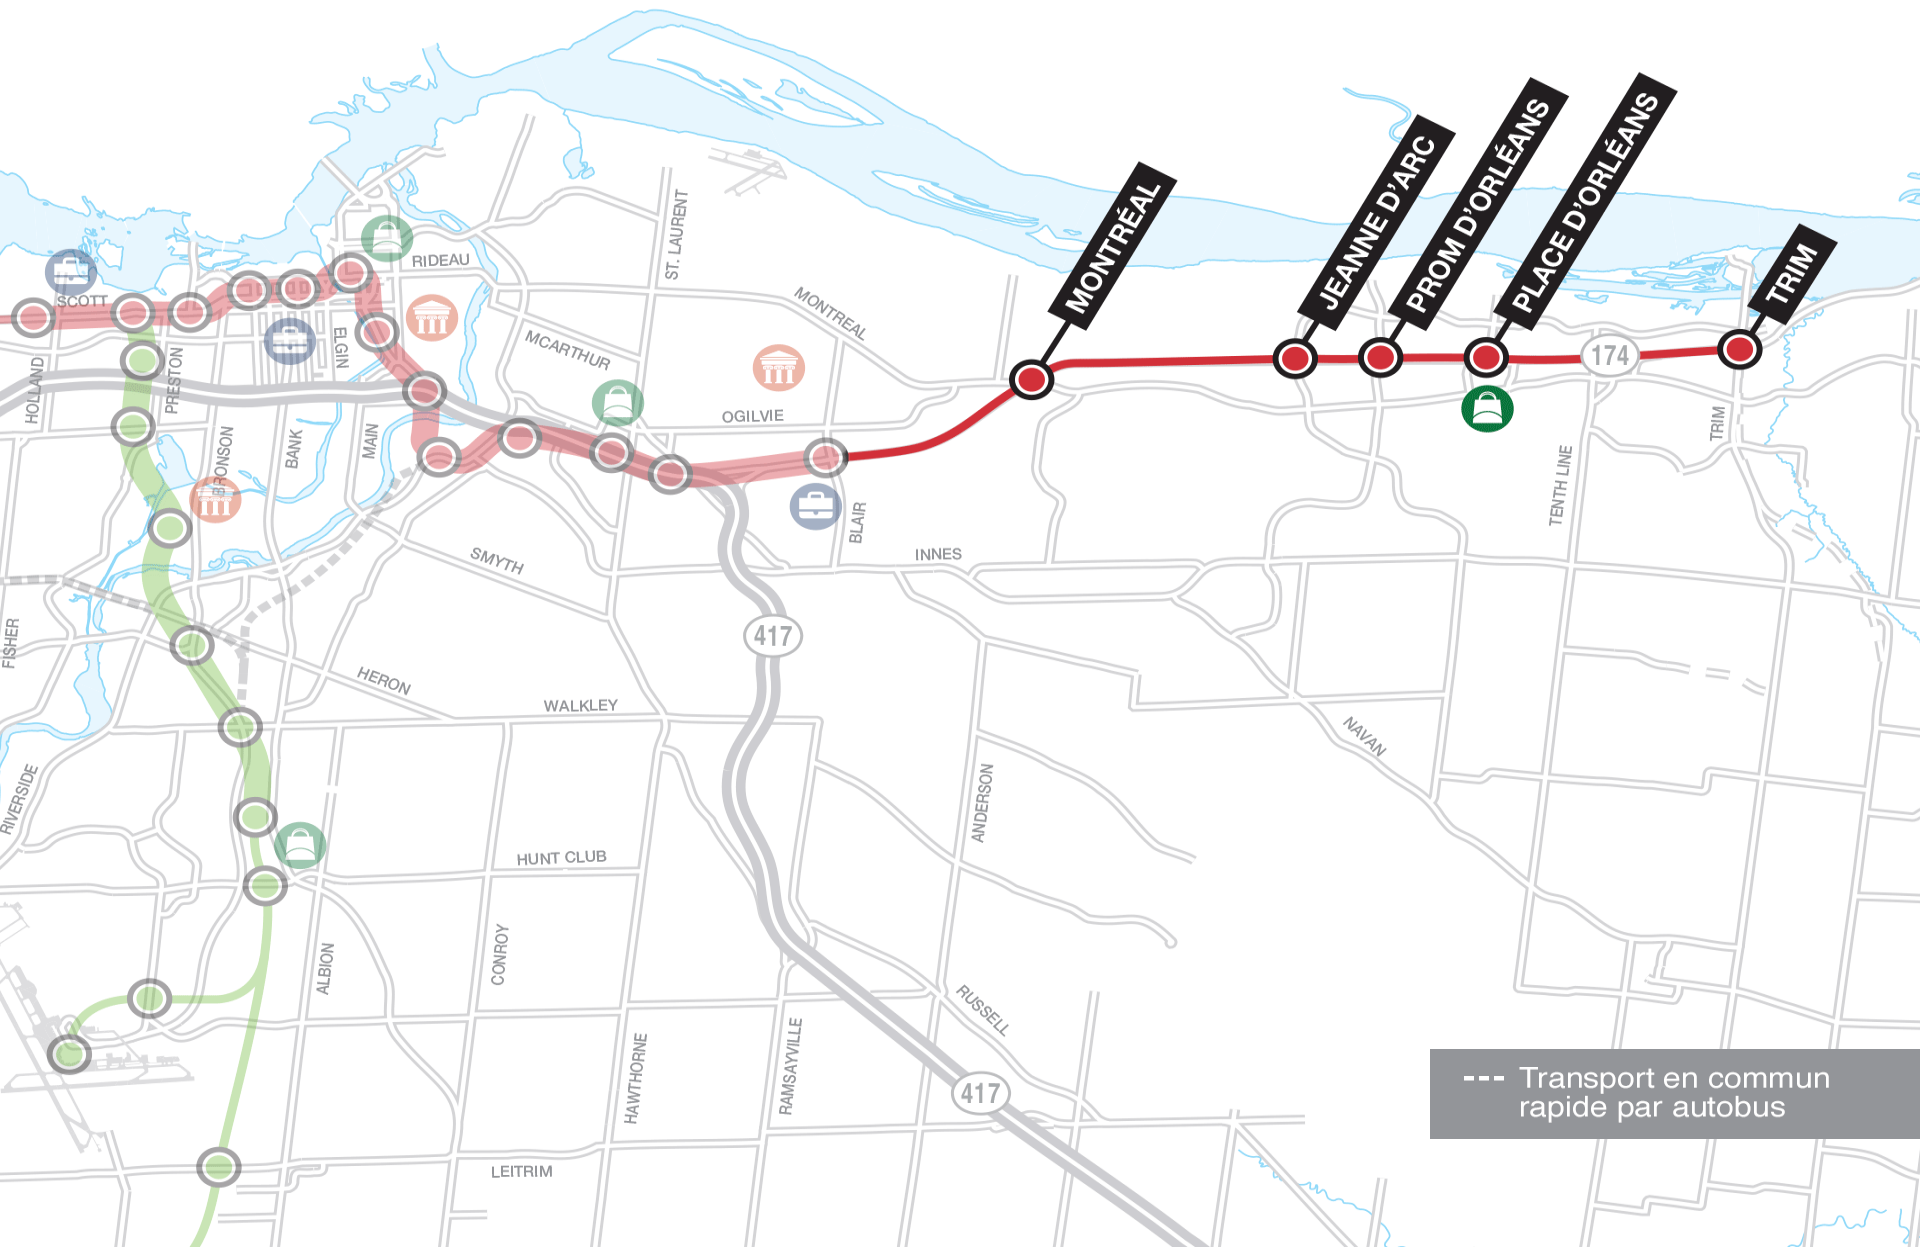 MONTRÉAL
JEANNE D'ARC
PROM D'ORLÉANS
PLACE D'ORLÉANS
TRIM
RIDEAU
ST. LAURENT
SCOTT
MONTREAL
ELGIN
MCARTHUR
174
HOLLAND
PRESTON
OGILVIE
TRIM
BRONSON
BANK
MAIN
TENTH LINE
BLAIR
SMYTH
INNES
FISHER
417
HERON
WALKLEY
NAVAN
RIVERSIDE
ANDERSON
HUNT CLUB
ALBION
CONROY
RUSSELL
HAWTHORNE
RAMSAYVILLE
417
Transport en commun
rapide par autobus
LEITRIM